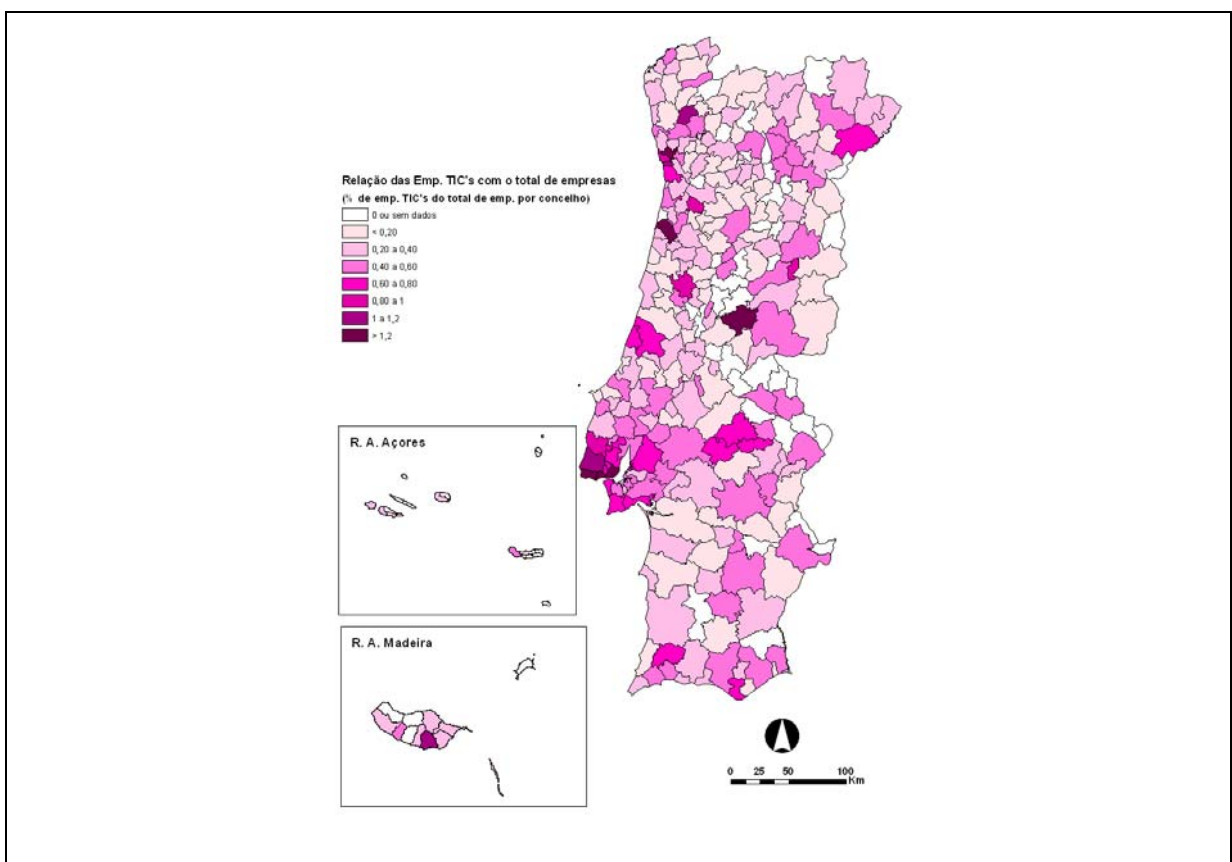 Relação das Emp. TIC's com o total de empresas
(% de emp. TIC's do total de emp. por concelho)
0 ou sem dados
< 0,20
0,20 a 0,40
0,40 a 0,60
0,60 a 0,80
0,80 a 1
1 a 1,2
> 1,2
R. A. Açores
R. A. Madeira
0 25 50 100
Km